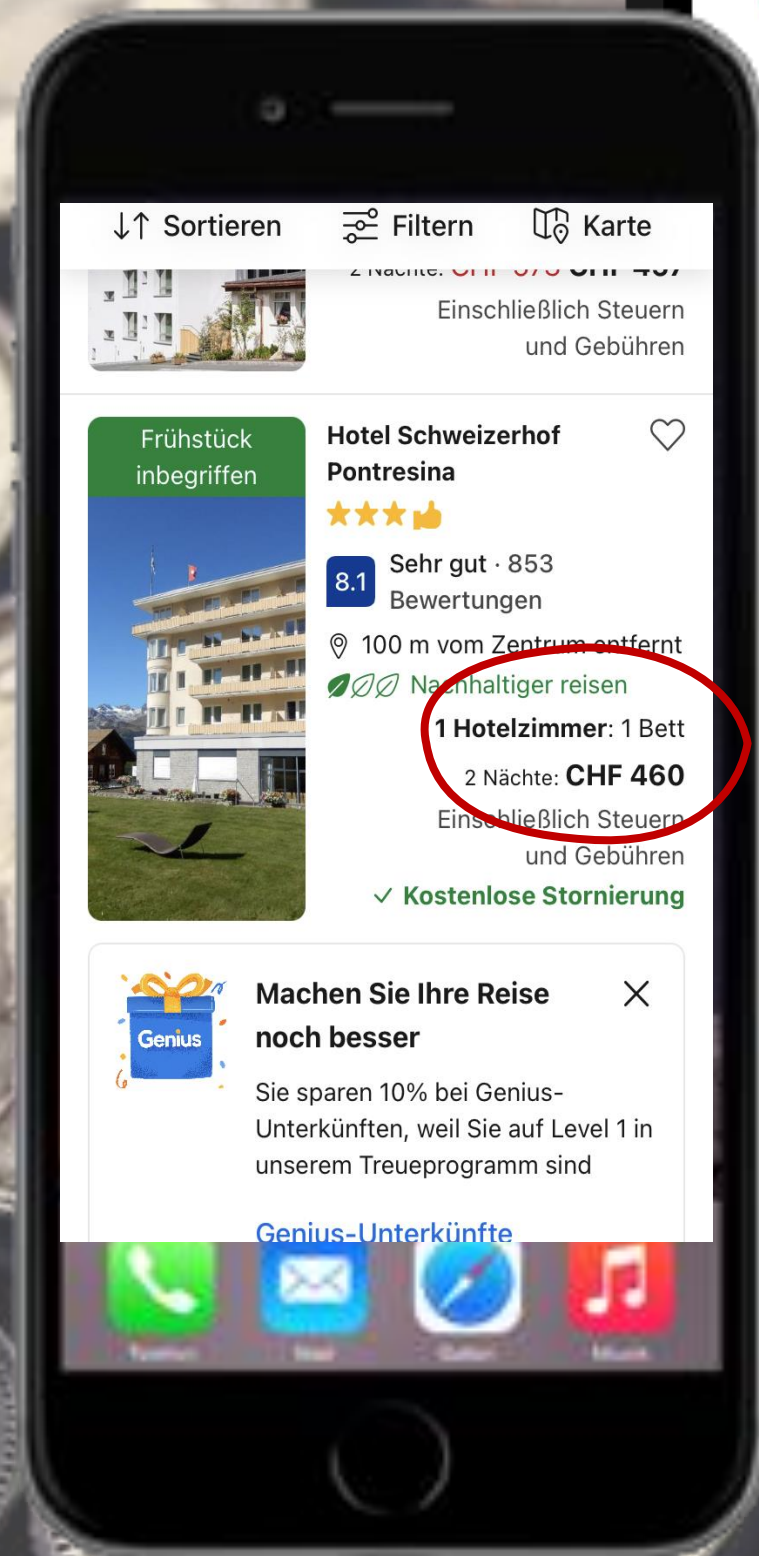 Sortieren Filtern Karte
2 Nächte:
Einschließlich Steuern
und Gebühren
Frühstück
inbegriffen
Hotel Schweizerhof
Pontresina
8.1 Sehr gut · 853
Bewertungen
100 m vom Zentrum entfernt
Nachhaltiger reisen
1 Hotelzimmer: 1 Bett
2 Nächte: CHF 460
Einschließlich Steuern
und Gebühren
Kostenlose Stornierung
Genius
Machen Sie Ihre Reise
noch besser
Sie sparen 10% bei Genius-
Unterkünften, weil Sie auf Level 1 in
unserem Treueprogramm sind
Genius-Unterkünfte